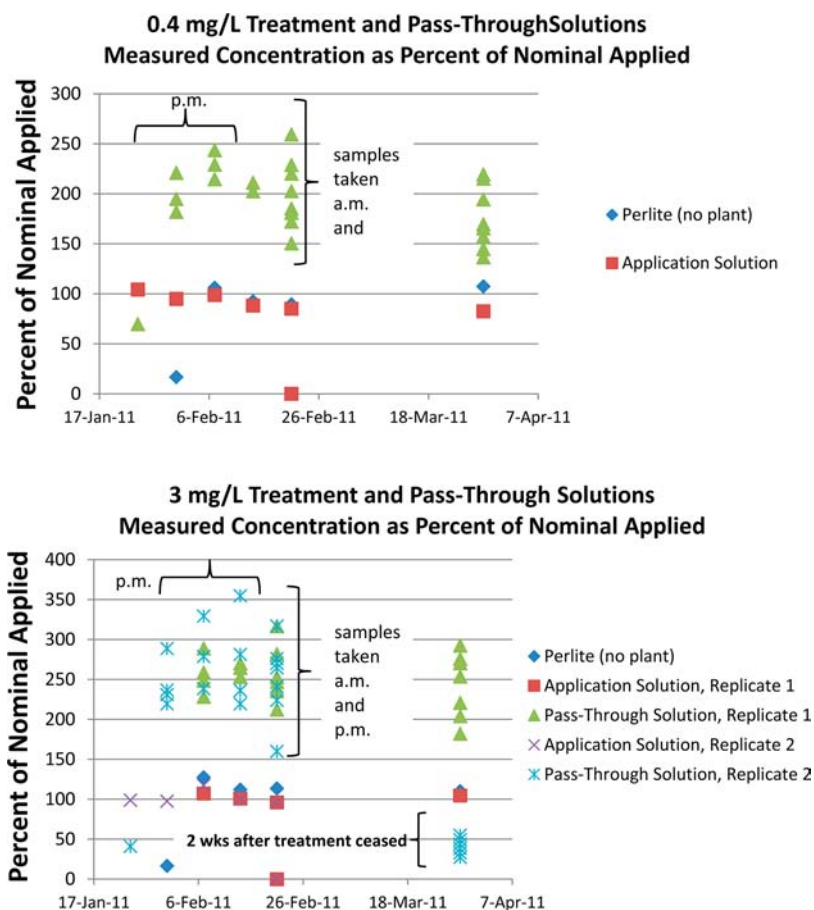 0.4 mg/L Treatment and Pass-ThroughSolutions
Measured Concentration as Percent of Nominal Applied
Percent of Nominal Applied
300
250
200
150
100
50
0
p.m.
samples
taken
a.m.
and
17-Jan-11 6-Feb-11 26-Feb-11 18-Mar-11 7-Apr-11
Perlite (no plant)
Application Solution
3 mg/L Treatment and Pass-Through Solutions
Measured Concentration as Percent of Nominal Applied
Percent of Nominal Applied
400
350
300
250
200
150
100
50
0
p.m.
samples
taken
a.m.
and
p.m.
2 wks after treatment ceased
17-Jan-11 6-Feb-11 26-Feb-11 18-Mar-11 7-Apr-11
Perlite (no plant)
Application Solution, Replicate 1
Pass-Through Solution, Replicate 1
Application Solution, Replicate 2
Pass-Through Solution, Replicate 2